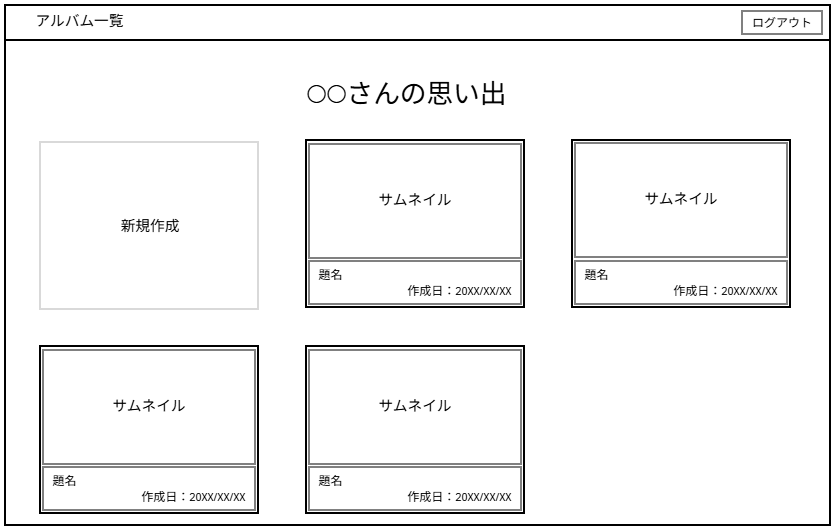 アルバム一覧
ログアウト
○○さんの思い出
新規作成
サムネイル
題名
作成日：20XX/XX/XX
サムネイル
題名
作成日：20XX/XX/XX
サムネイル
題名
作成日：20XX/XX/XX
サムネイル
題名
作成日：20XX/XX/XX